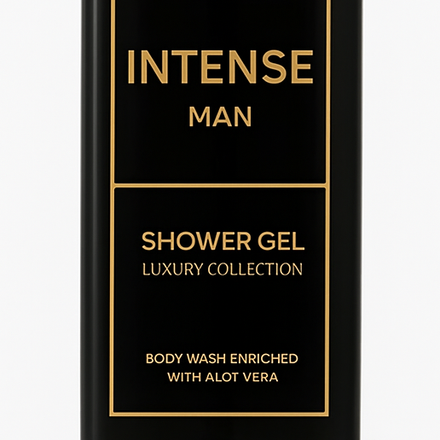 INTENSE
MAN
SHOWER GEL
LUXURY COLLECTION
BODY WASH ENRICHED
WITH ALOT VERA